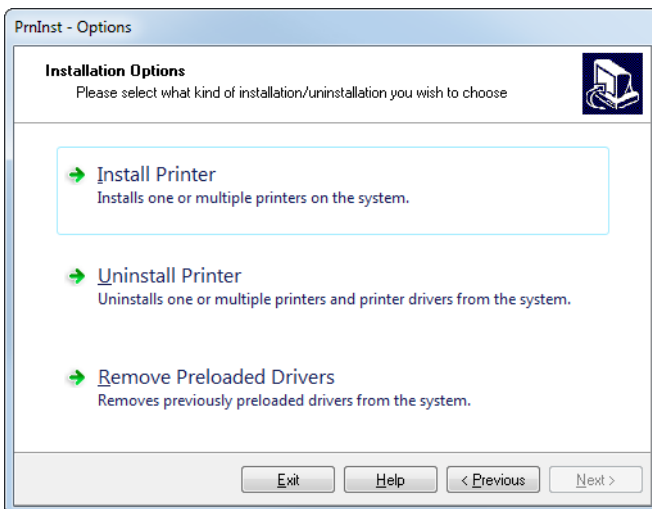 PrnInst - Options
Installation Options
Please select what kind of installation/uninstallation you wish to choose
Install Printer
Installs one or multiple printers on the system.
Uninstall Printer
Uninstalls one or multiple printers and printer drivers from the system.
Remove Preloaded Drivers
Removes previously preloaded drivers from the system.
Exit Help < Previous Next >